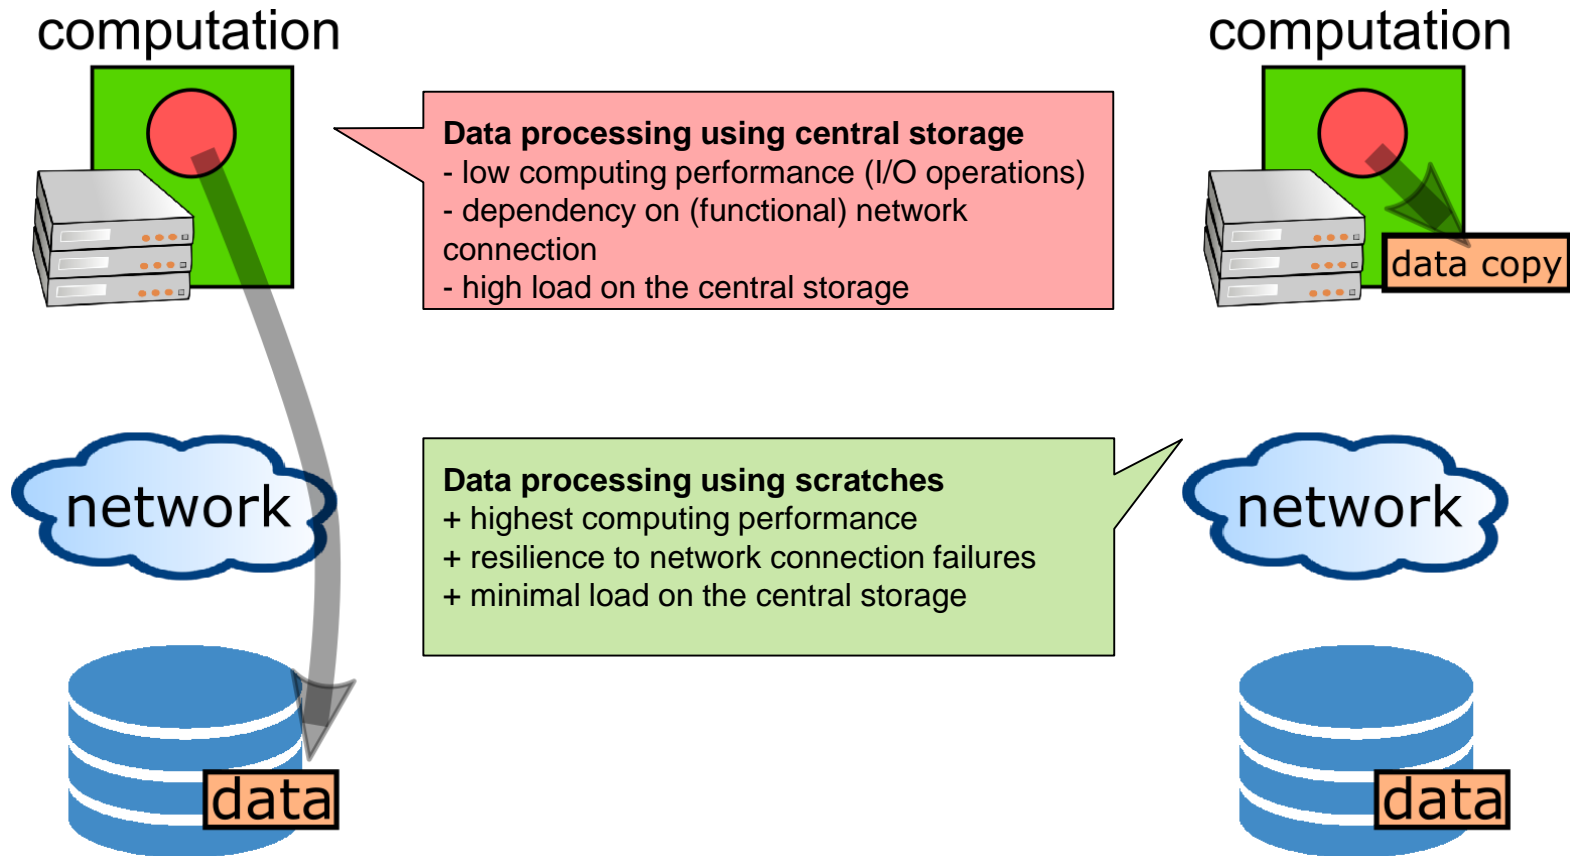 computation
computation
Data processing using central storage
- low computing performance (I/O operations)
- dependency on (functional) network
connection
- high load on the central storage
data copy
network
Data processing using scratches
+ highest computing performance
+ resilience to network connection failures
+ minimal load on the central storage
network
data
data